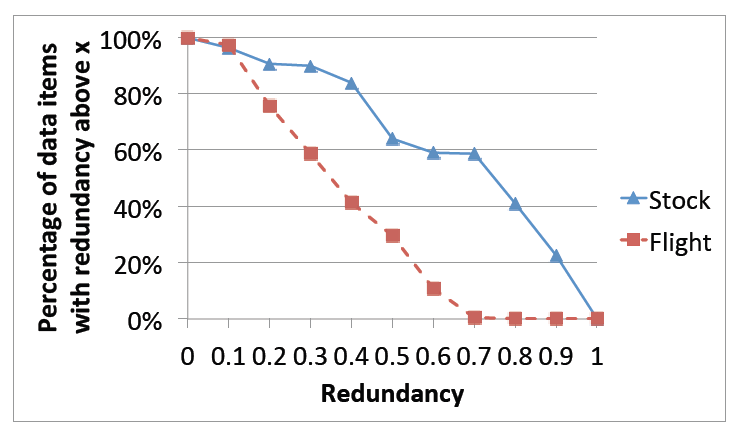 Percentage of data items
with redundancy above x
100%
80%
60%
40%
20%
0%
0 0.1 0.2 0.3 0.4 0.5 0.6 0.7 0.8 0.9 1
Redundancy
Stock
Flight